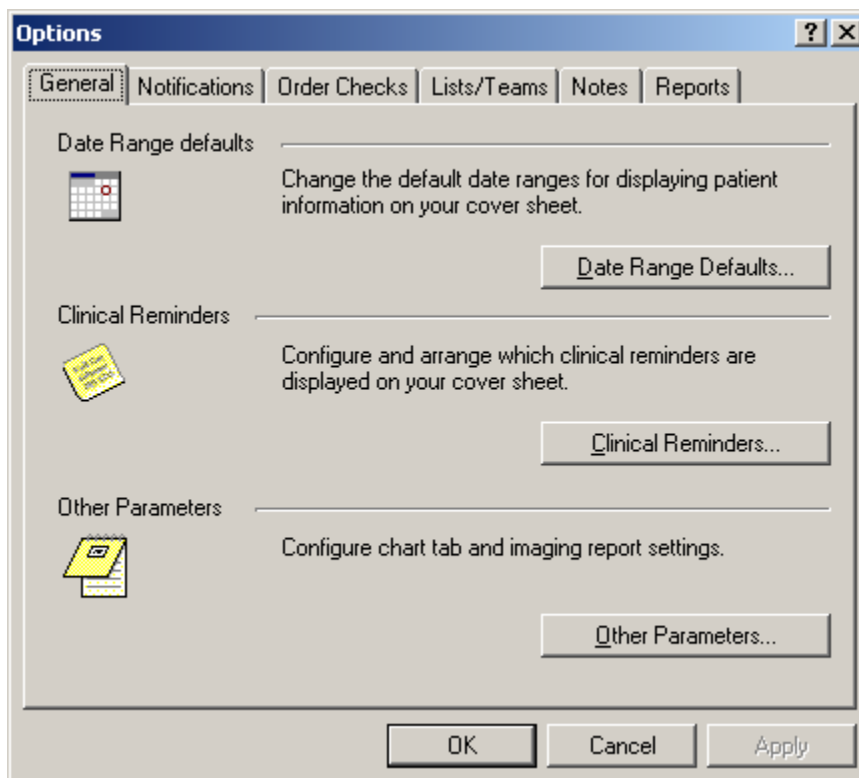 Options
General Notifications Order Checks Lists/Teams Notes Reports
Date Range defaults
Change the default date ranges for displaying patient
information on your cover sheet.
Date Range Defaults...
Clinical Reminders
Configure and arrange which clinical reminders are
displayed on your cover sheet.
Clinical Reminders...
Other Parameters
Configure chart tab and imaging report settings.
Other Parameters...
OK Cancel Apply